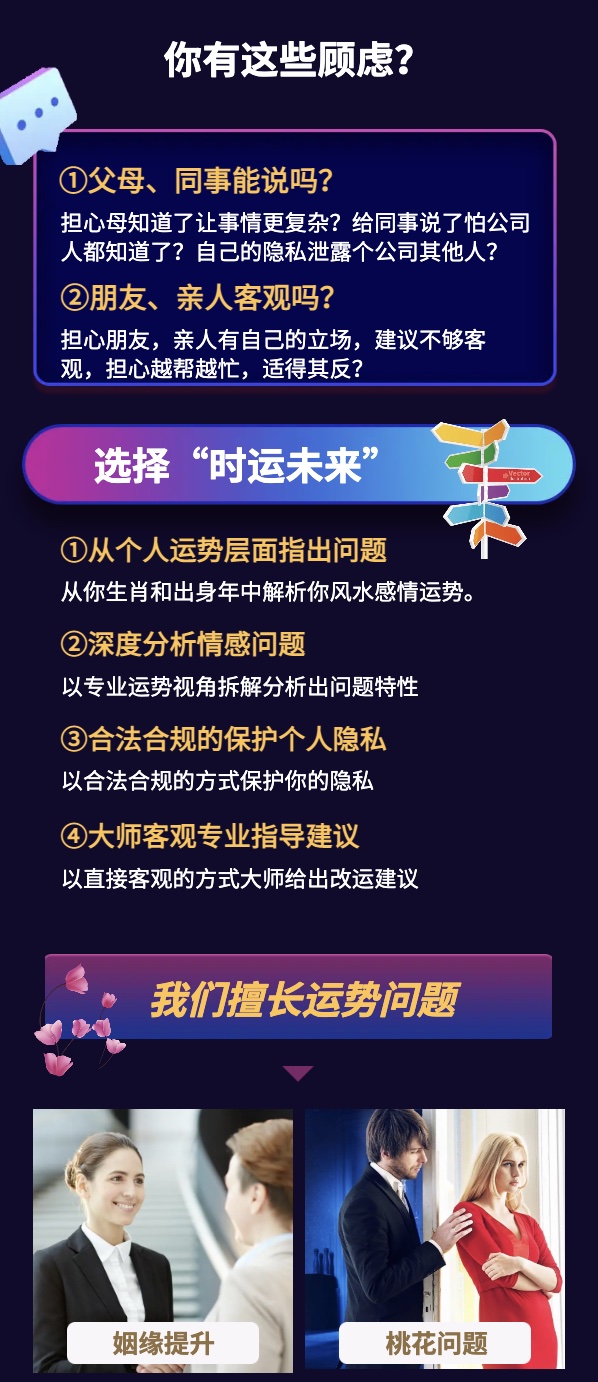 你有这些顾虑？
①父母、同事能说吗？
担心母知道了让事情更复杂？给同事说了怕公司
人都知道了？自己的隐私泄露个公司其他人？
②朋友、亲人客观吗？
担心朋友，亲人有自己的立场，建议不够客
观，担心越帮越忙，适得其反？
选择“时运未来”
Vector
①从个人运势层面指出问题
从你生肖和出身年中解析你风水感情运势。
②深度分析情感问题
以专业运势视角拆解分析出问题特性
③合法合规的保护个人隐私
以合法合规的方式保护你的隐私
④大师客观专业指导建议
以直接客观的方式大师给出改运建议
我们擅长运势问题
姻缘提升
桃花问题